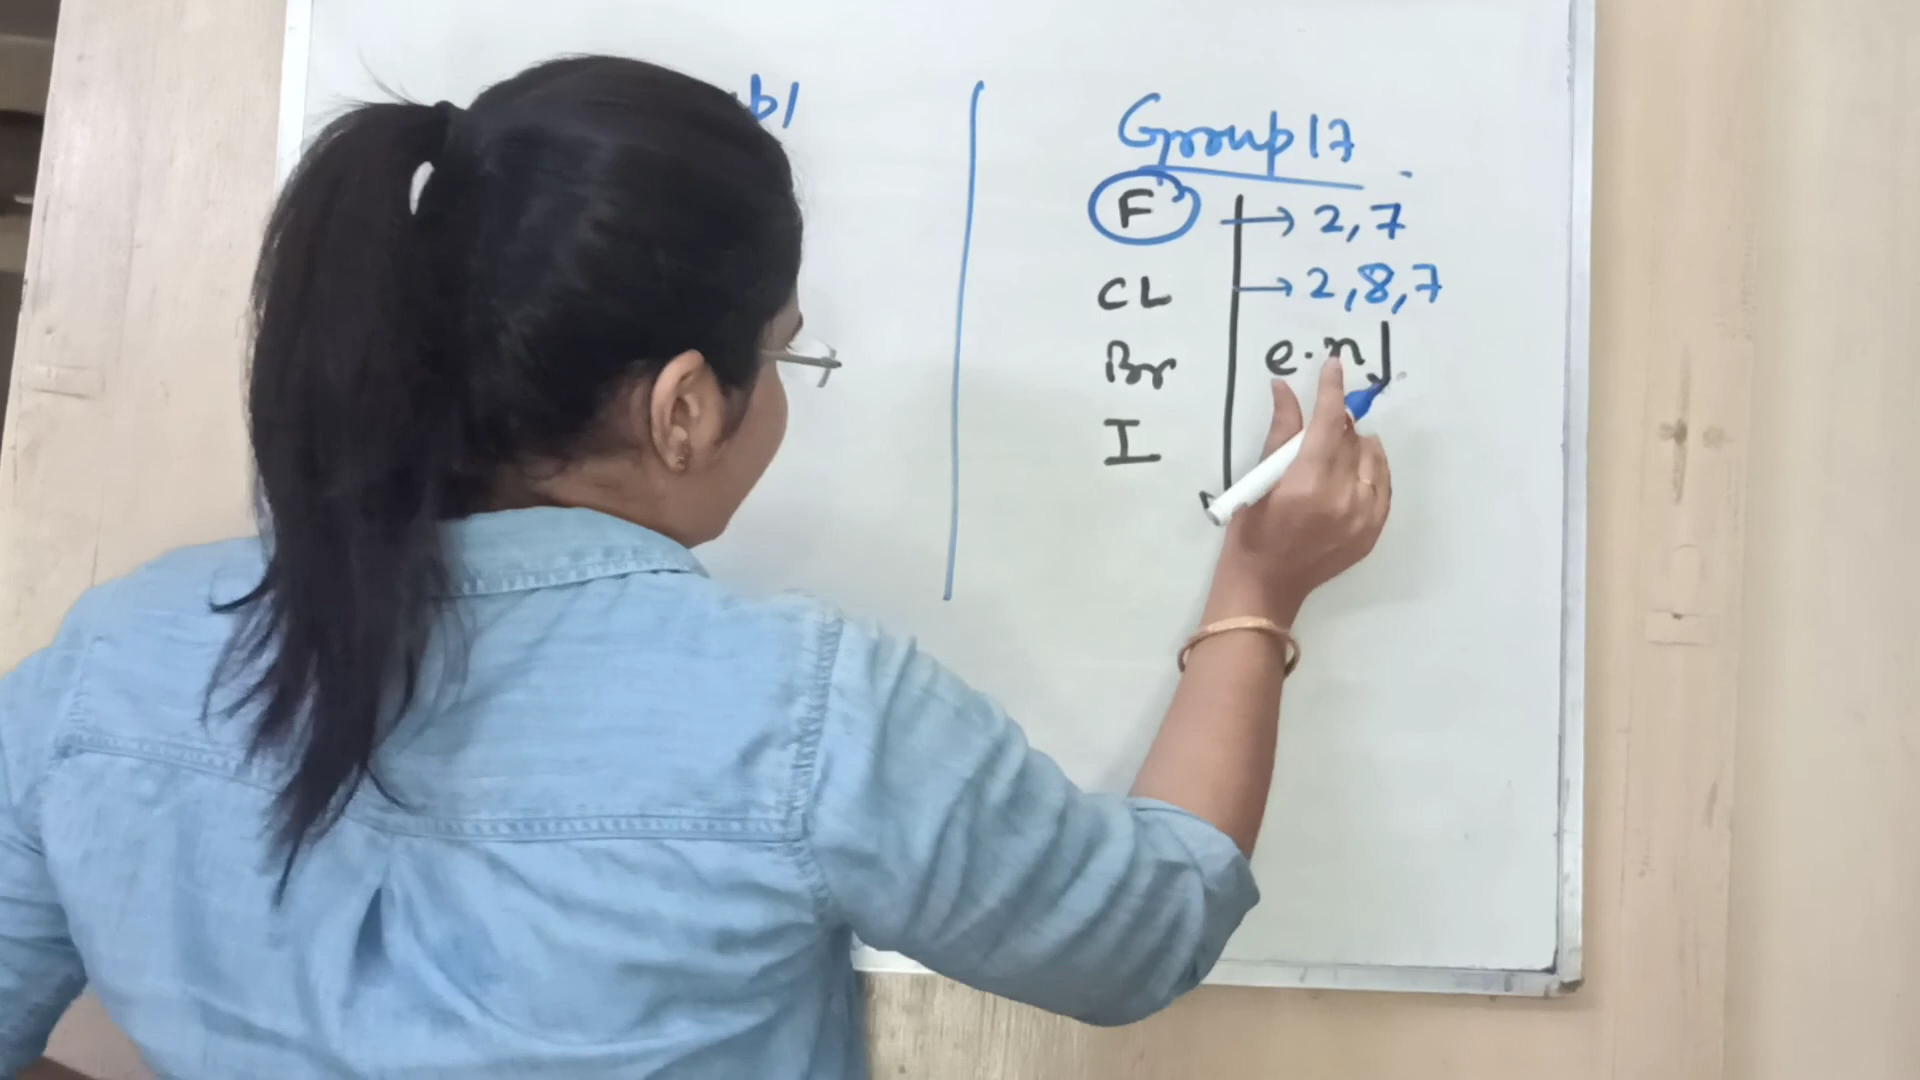 Group 17
F → 2, 7
CL → 2, 8, 7
Br e.n
I